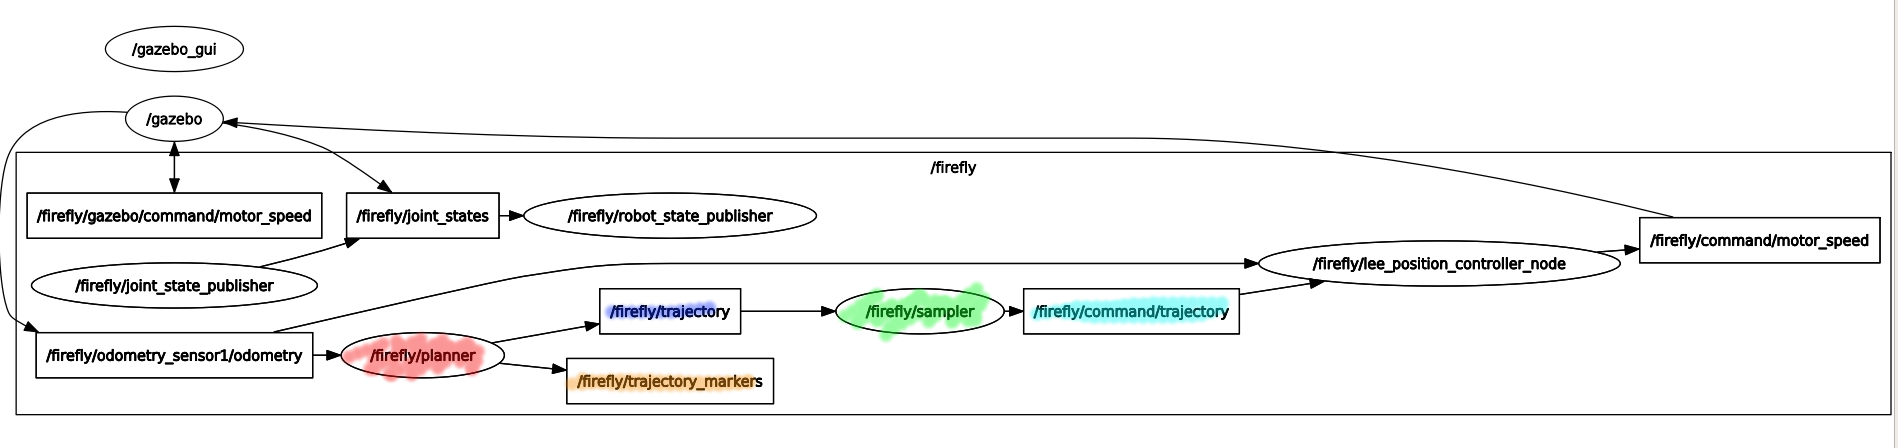 /gazebo_gui
/gazebo
/firefly
/firefly/gazebo/command/motor_speed
/firefly/joint_states
/firefly/robot_state_publisher
/firefly/command/motor_speed
/firefly/lee_position_controller_node
/firefly/joint_state_publisher
/firefly/trajectory
/firefly/sampler
/firefly/command/trajectory
/firefly/odometry_sensor1/odometry
/firefly/planner
/firefly/trajectory_markers